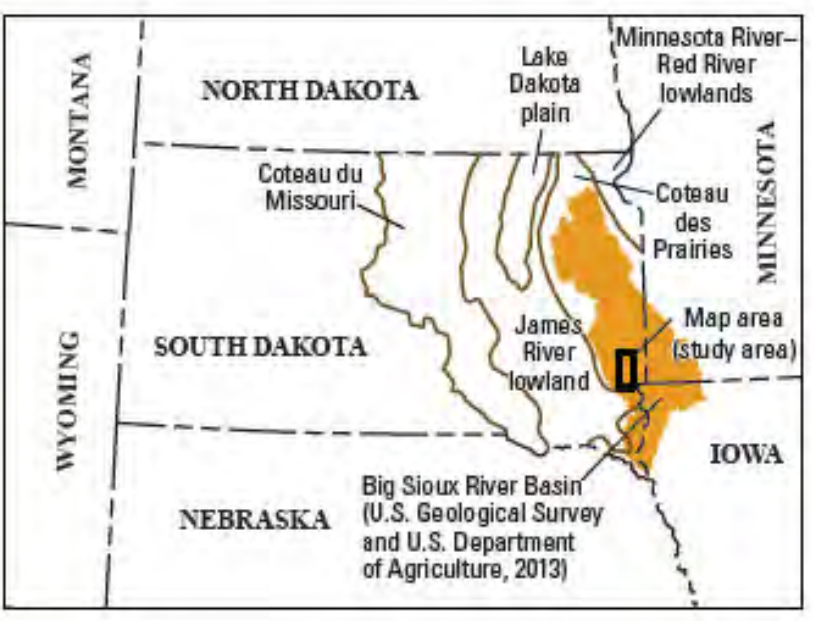 MONTANA
NORTH DAKOTA
Lake
Dakota
plain
Minnesota River–
Red River
lowlands
MINNESOTA
Coteau du
Missouri
Coteau
des
Prairies
WYOMING
SOUTH DAKOTA
James
River
lowland
Map area
(study area)
IOWA
NEBRASKA
Big Sioux River Basin
(U.S. Geological Survey
and U.S. Department
of Agriculture, 2013)